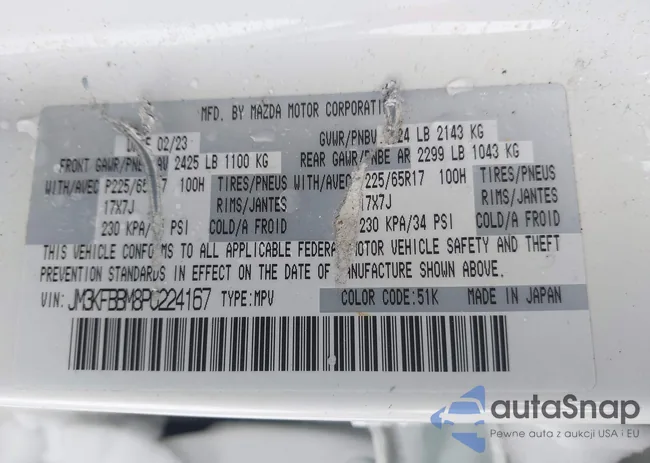 MFD. BY MAZDA MOTOR CORPORATI
02/23 GVWR/PNBV 24 LB 2143 KG
FRONT GAWR/PNE AV 2425 LB 1100 KG REAR GAWR/PNBE AR 2299 LB 1043 KG
WITH/AVEC P225/65 17 100H TIRES/PNEUS WITH/AVEC 225/65R17 100H TIRES/PNEUS
17X7J RIMS/JANTES 17X7J RIMS/JANTES
230 KPA/ PSI COLD/A FROID 230 KPA/34 PSI COLD/A FROID
THIS VEHICLE CONFO MS TO ALL APPLICABLE FEDERA MOTOR VEHICLE SAFETY AND THEFT
PREVENTION STANDARDS IN EFFECT ON THE DATE OF MANUFACTURE SHOWN ABOVE.
VIN: JM3KFBBM8P0224167 TYPE: MPV COLOR CODE: 51K MADE IN JAPAN
autoSnap
Pewne auta z aukcji USA i EU